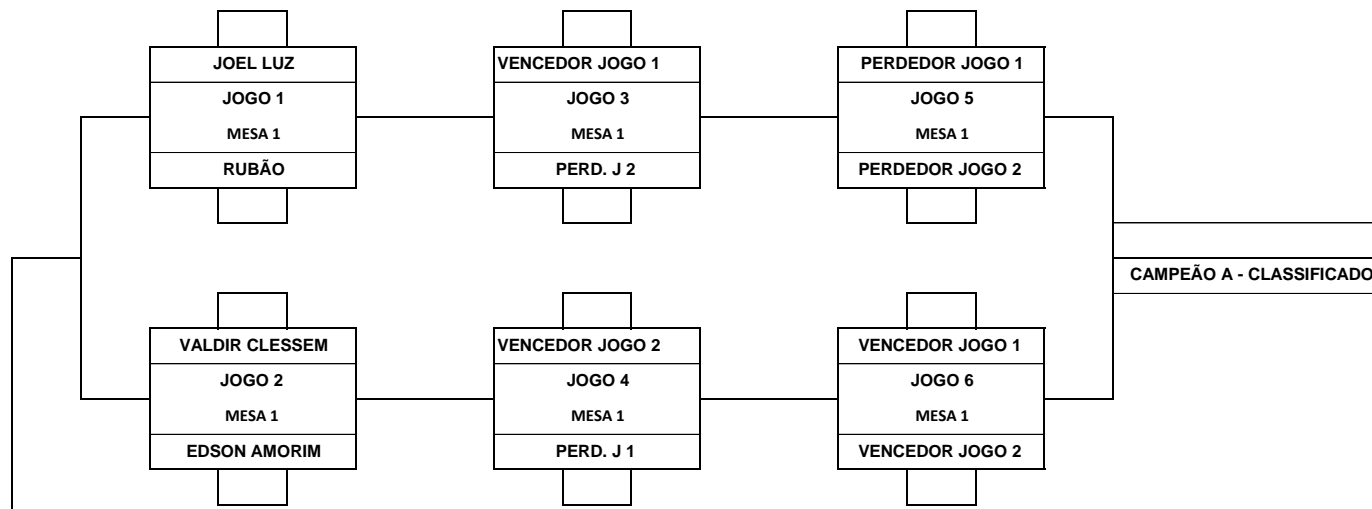 JOEL LUZ
JOGO 1
MESA 1
RUBÃO
VENCEDOR JOGO 1
JOGO 3
MESA 1
PERD. J 2
PERDEDOR JOGO 1
JOGO 5
MESA 1
PERDEDOR JOGO 2
CAMPEÃO A - CLASSIFICADO
VALDIR CLESSEM
JOGO 2
MESA 1
EDSON AMORIM
VENCEDOR JOGO 2
JOGO 4
MESA 1
PERD. J 1
VENCEDOR JOGO 1
JOGO 6
MESA 1
VENCEDOR JOGO 2